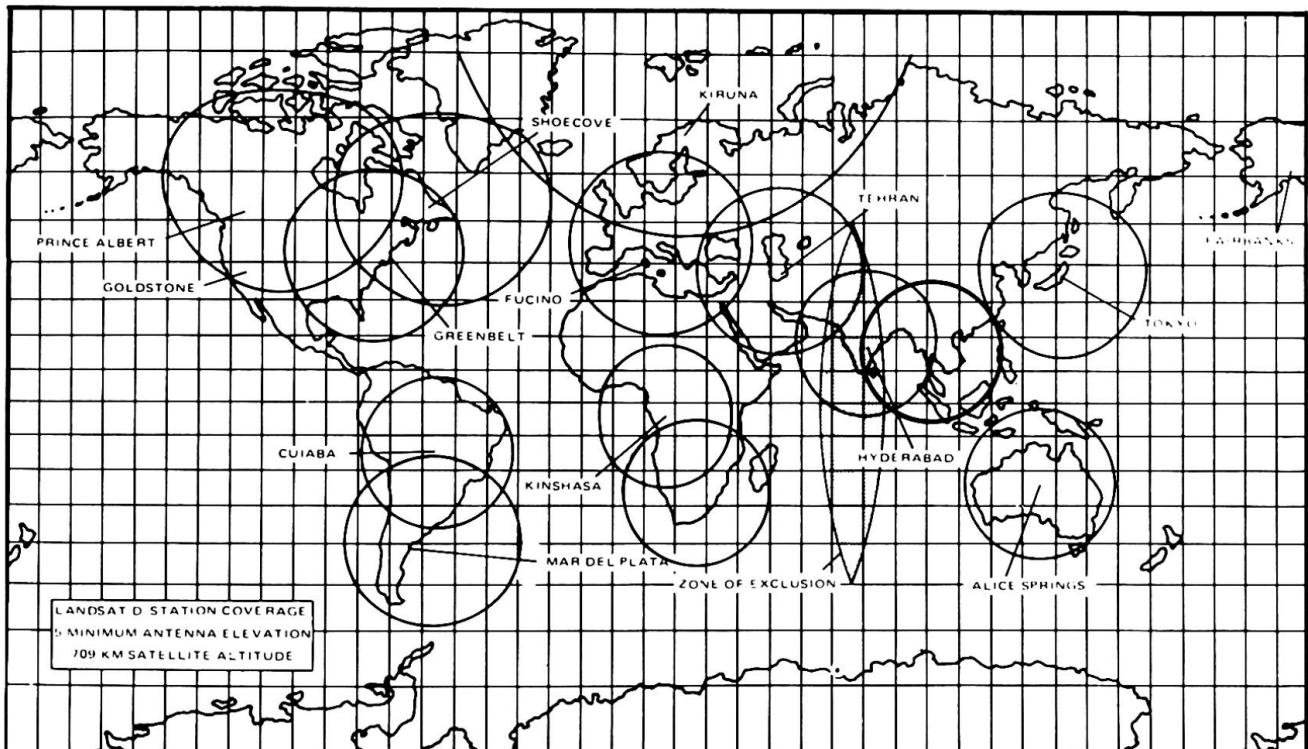 KIRUNA
SHOECOVE
TEHRAN
PRINCE ALBERT
FAIRBANKS
GOLDSTONE
FUCINO
TOKYO
GREENBELT
CUIABA
HYDERABAD
KINSHASA
MAR DEL PLATA
ZONE OF EXCLUSION
ALICE SPRINGS
LANDSAT D STATION COVERAGE
5 MINIMUM ANTENNA ELEVATION
709 KM SATELLITE ALTITUDE